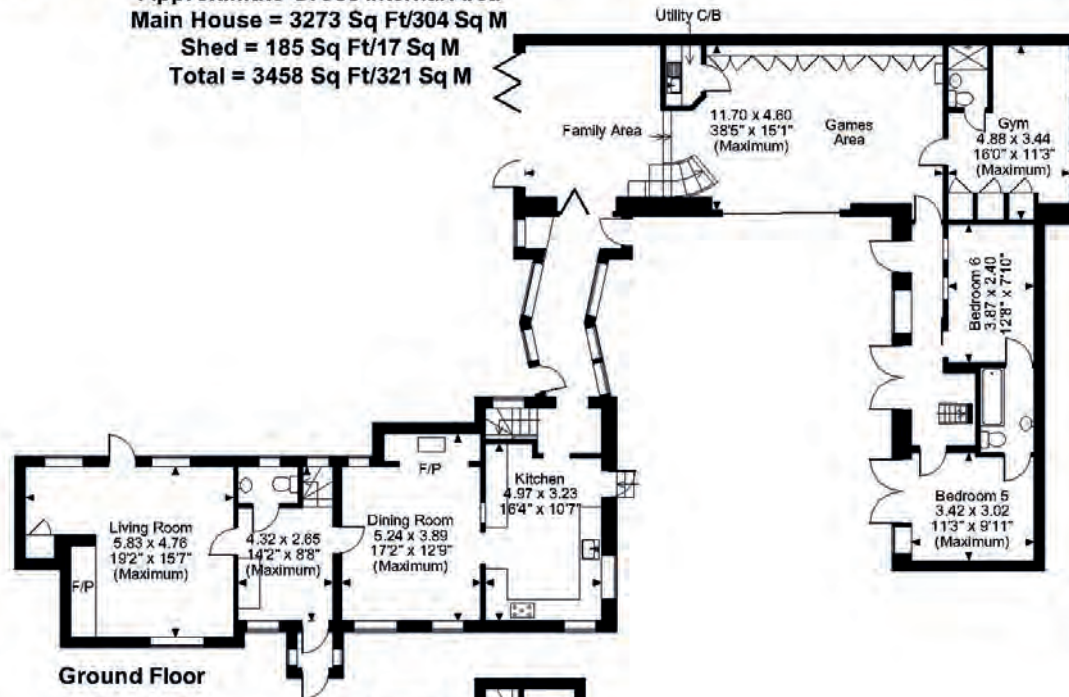 Approximate Gross Internal Area
Main House = 3273 Sq Ft/304 Sq M
Shed = 185 Sq Ft/17 Sq M
Total = 3458 Sq Ft/321 Sq M
Utility C/B
Family Area
11.70 x 4.60
38'5" x 15'1"
(Maximum)
Games
Area
Gym
4.88 x 3.44
16'0" x 11'3"
(Maximum)
Bedroom 6
3.87 x 2.40
12'8" x 7'10"
F/P
Kitchen
4.97 x 3.23
16'4" x 10'7"
Living Room
5.83 x 4.76
19'2" x 15'7"
(Maximum)
4.32 x 2.65
14'2" x 8'8"
(Maximum)
Dining Room
5.24 x 3.89
17'2" x 12'9"
(Maximum)
Bedroom 5
3.42 x 3.02
11'3" x 9'11"
(Maximum)
F/P
Ground Floor